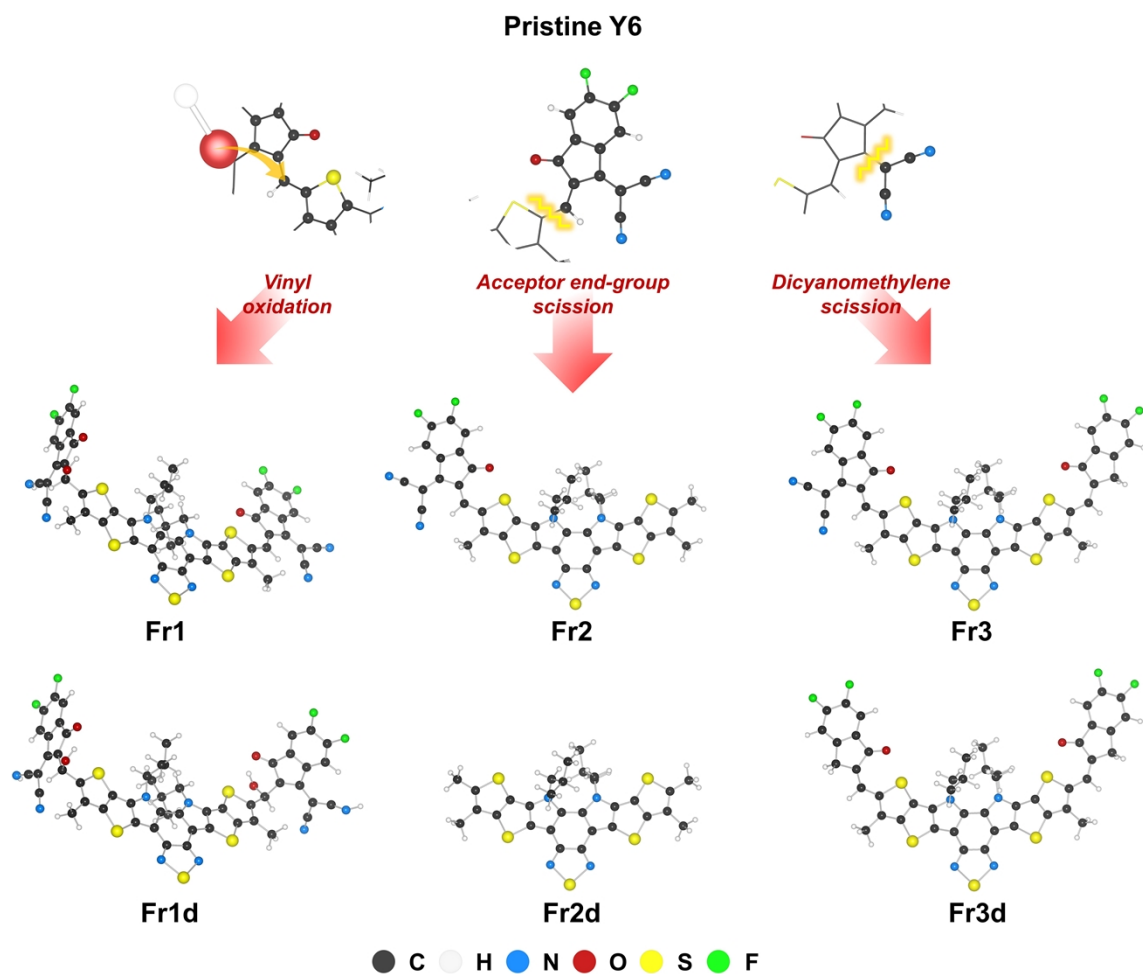 Pristine Y6
Vinyl
oxidation
Acceptor end-group
scission
Dicyanomethylene
scission
Fr1
Fr2
Fr3
Fr1d
Fr2d
Fr3d
C H N O S F